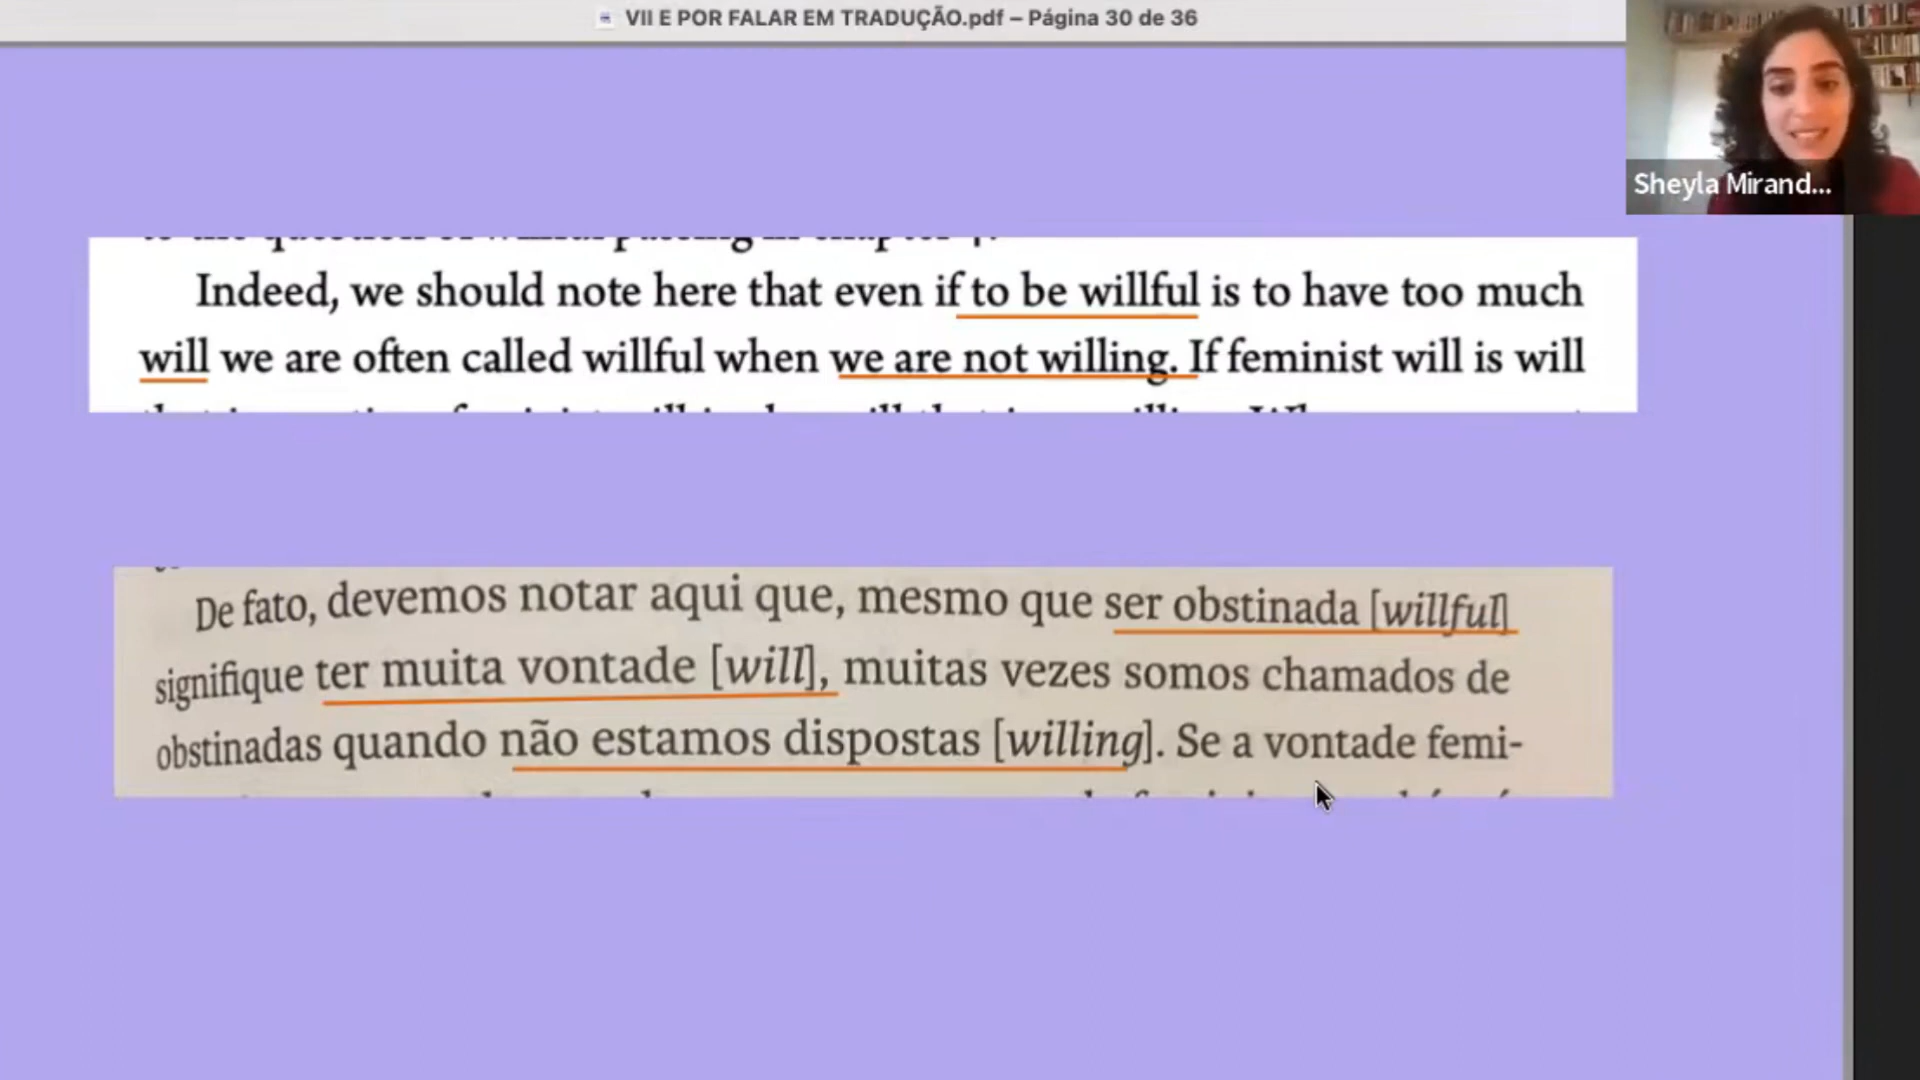 VII E POR FALAR EM TRADUÇÃO.pdf – Página 30 de 36
Sheyla Mirand...
Indeed, we should note here that even if to be willful is to have too much
will we are often called willful when we are not willing. If feminist will is will
De fato, devemos notar aqui que, mesmo que ser obstinada [willful]
signifique ter muita vontade [will], muitas vezes somos chamados de
obstinadas quando não estamos dispostas [willing]. Se a vontade femi-